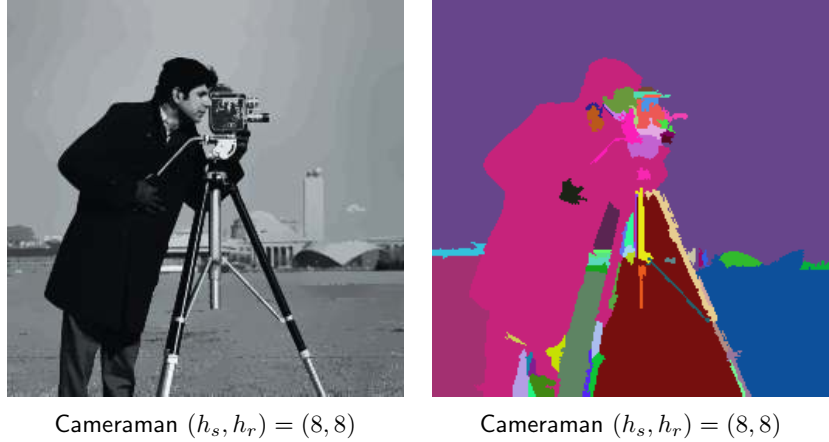 Cameraman $(h_s, h_r) = (8, 8)$
Cameraman $(h_s, h_r) = (8, 8)$